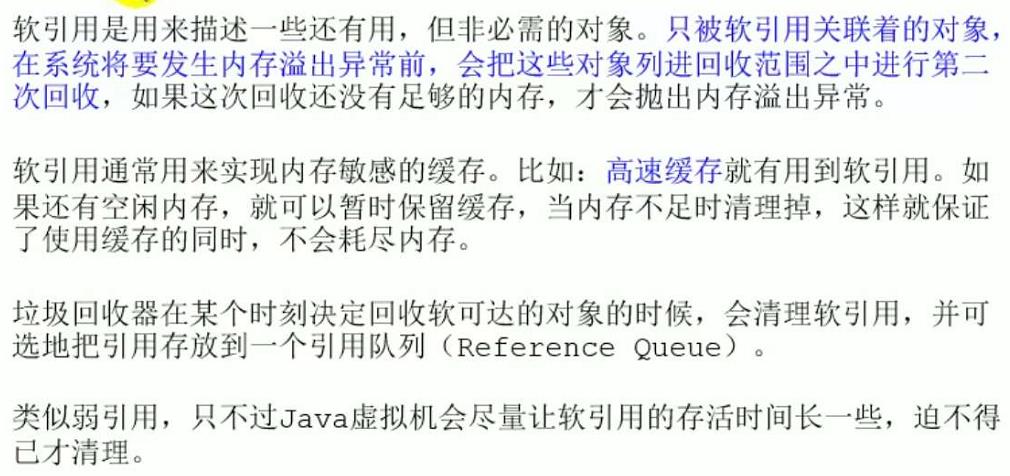 软引用是用来描述一些还有用，但非必需的对象。只被软引用关联着的对象，
在系统将要发生内存溢出异常前，会把这些对象列进回收范围之中进行第二
次回收，如果这次回收还没有足够的内存，才会抛出内存溢出异常。
软引用通常用来实现内存敏感的缓存。比如：高速缓存就有用到软引用。如
果还有空闲内存，就可以暂时保留缓存，当内存不足时清理掉，这样就保证
了使用缓存的同时，不会耗尽内存。
垃圾回收器在某个时刻决定回收软可达的对象的时候，会清理软引用，并可
选地把引用存放到一个引用队列（Reference Queue）。
类似弱引用，只不过Java虚拟机会尽量让软引用的存活时间长一些，迫不得
已才清理。